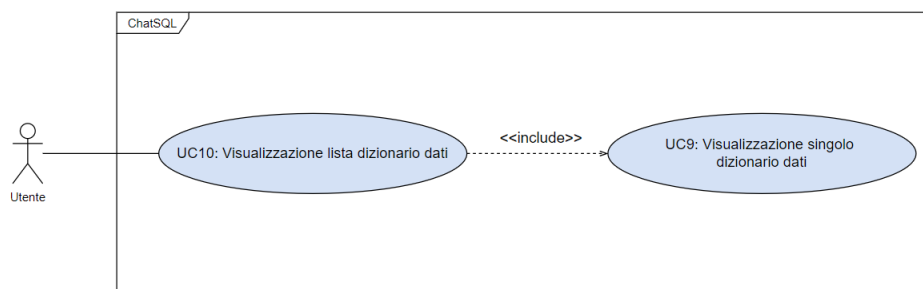 ChatSQL
UC10: Visualizzazione lista dizionario dati
<<include>>
UC9: Visualizzazione singolo
dizionario dati
Utente